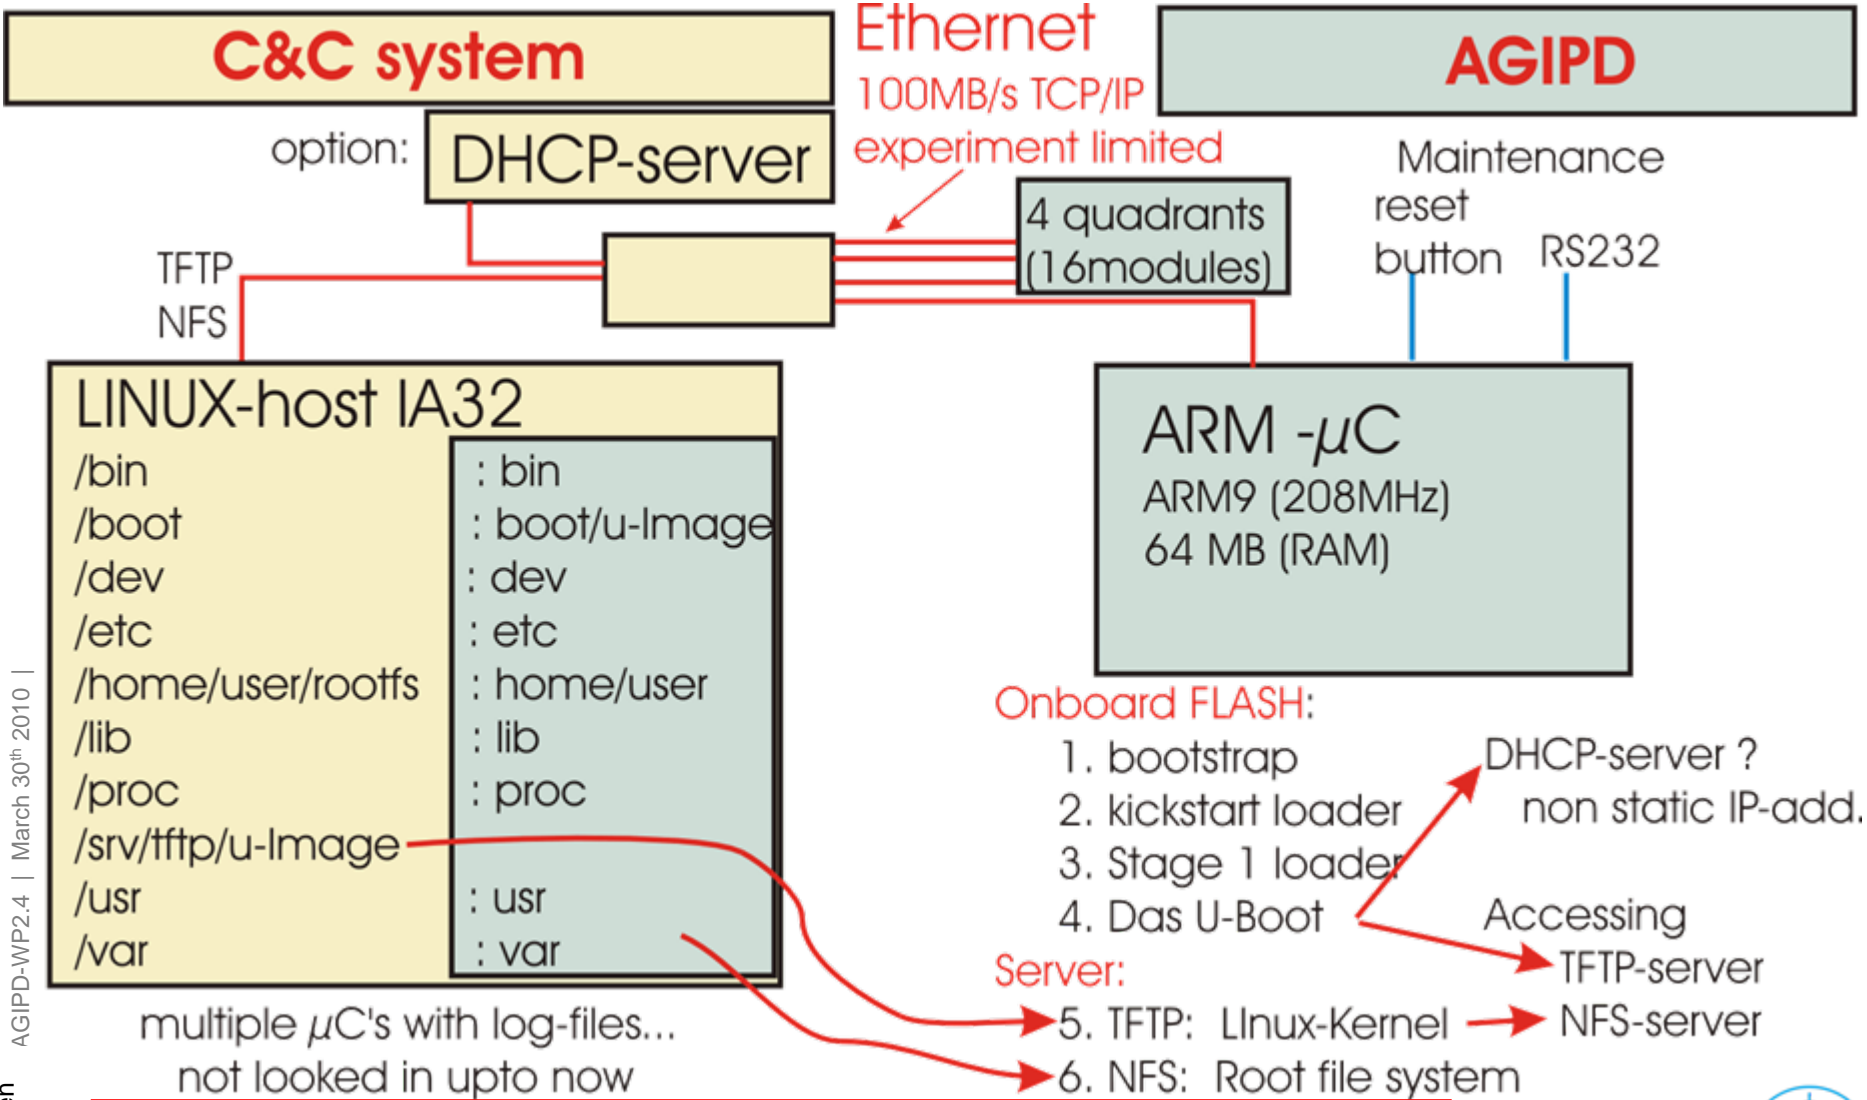 C&C system
Ethernet
100MB/s TCP/IP
experiment limited
AGIPD
option:
DHCP-server
4 quadrants
(16modules)
Maintenance
reset
button
RS232
TFTP
NFS
LINUX-host IA32
/bin : bin
/boot : boot/u-Image
/dev : dev
/etc : etc
/home/user/rootfs : home/user
/lib : lib
/proc : proc
/srv/tftp/u-Image
/usr : usr
/var : var
multiple µC's with log-files...
not looked in upto now
ARM -µC
ARM9 (208MHz)
64 MB (RAM)
Onboard FLASH:
1. bootstrap
2. kickstart loader
3. Stage 1 loader
4. Das U-Boot
DHCP-server ?
non static IP-add.
Accessing
TFTP-server
NFS-server
Server:
5. TFTP: LInux-Kernel
6. NFS: Root file system
AGIPD-WP2.4 | March 30th 2010 |